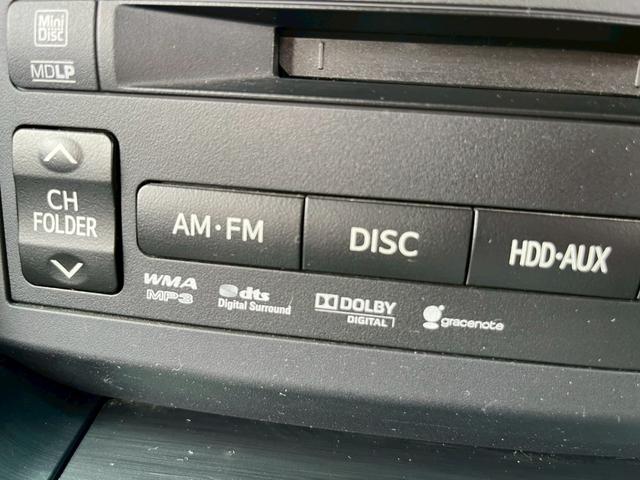 Mini
Disc
MDLP
CH
FOLDER
AM·FM
DISC
HDD·AUX
WMA
MP3
dts
Digital Surround
DOLBY
DIGITAL
gracenote